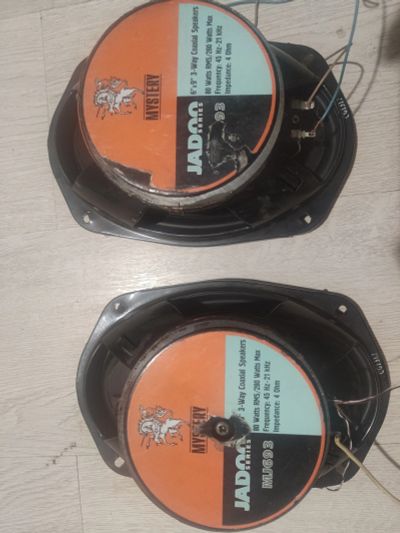 MYSTERY
6"x9" 3-Way Coaxial Speakers
80 Watts RMS/280 Watts Max
Frequency: 45 Hz-21 kHz
Impedance: 4 Ohm
JADOO
SERIES
93
MYSTERY
3-Way Coaxial Speakers
80 Watts RMS/280 Watts Max
Frequency: 45 Hz-21 kHz
Impedance: 4 Ohm
JADOO
SERIES
MJ693